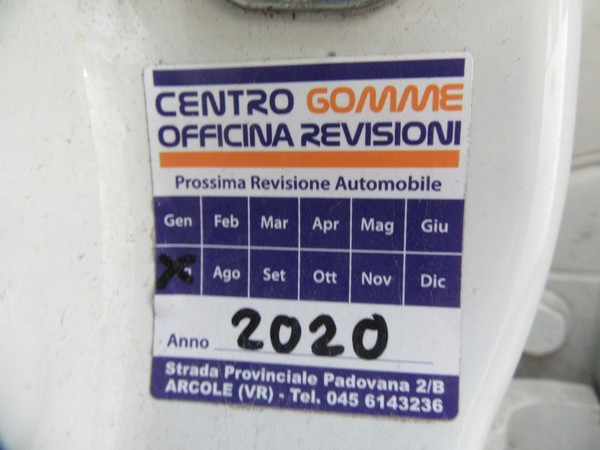 CENTRO GOMME
OFFICINA REVISIONI
Prossima Revisione Automobile
Gen Feb Mar Apr Mag Giu
Ago Set Ott Nov Dic
Anno 2020
Strada Provinciale Padovana 2/B
ARCOLE (VR) - Tel. 045 6143236